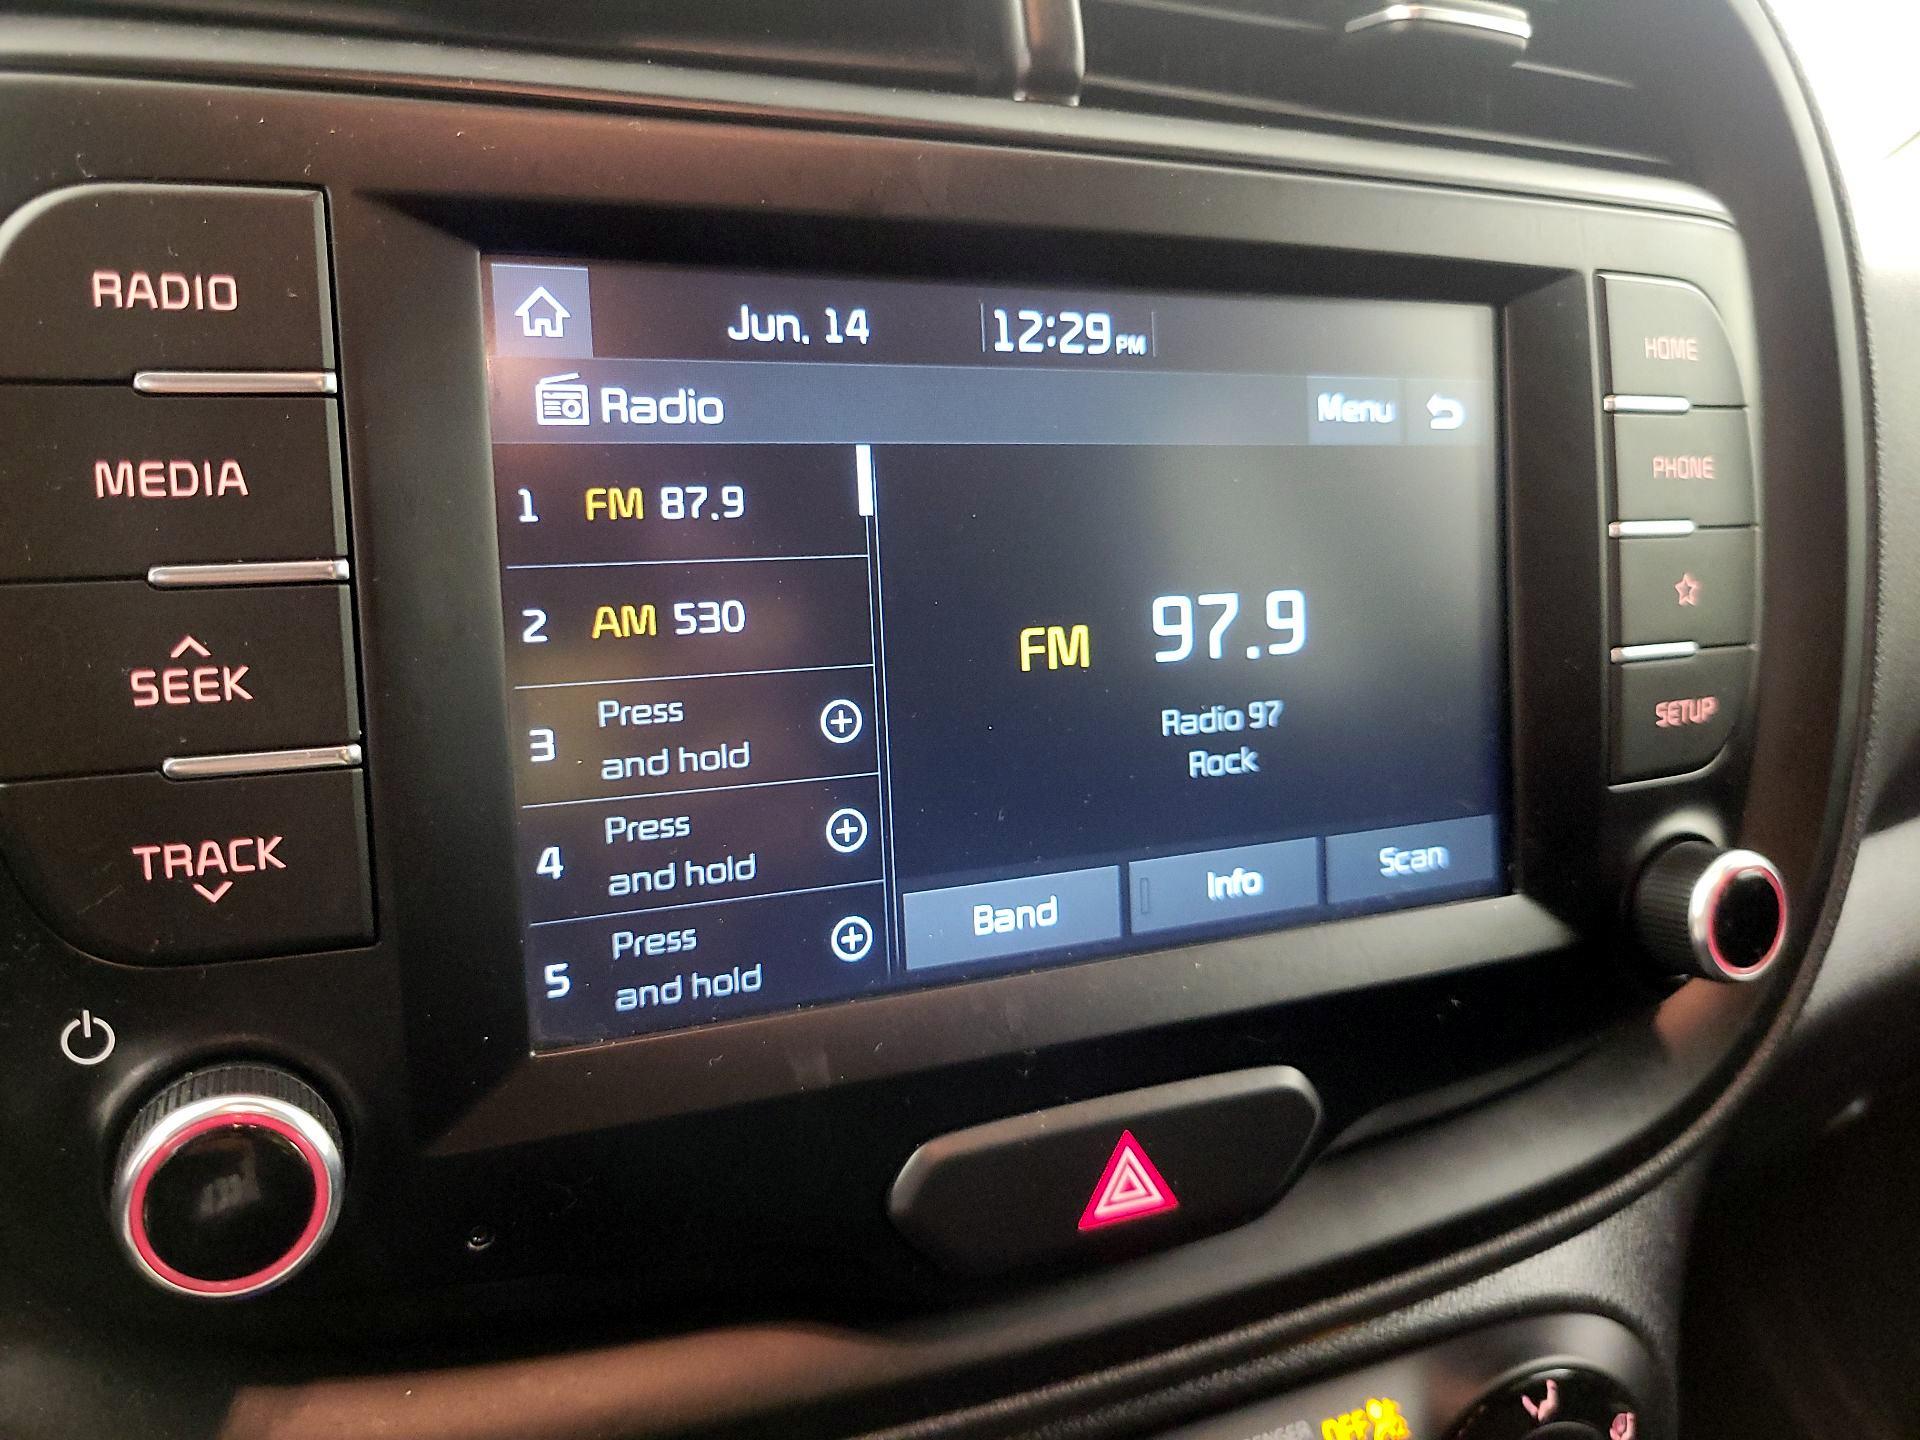 RADIO
MEDIA
SEEK
TRACK
Jun. 14 12:29 PM
Radio Menu
1 FM 87.9
2 AM 530
3 Press
and hold
4 Press
and hold
5 Press
and hold
FM 97.9
Radio 97
Rock
Band Info Scan
HOME
PHONE
SETUP
OFF